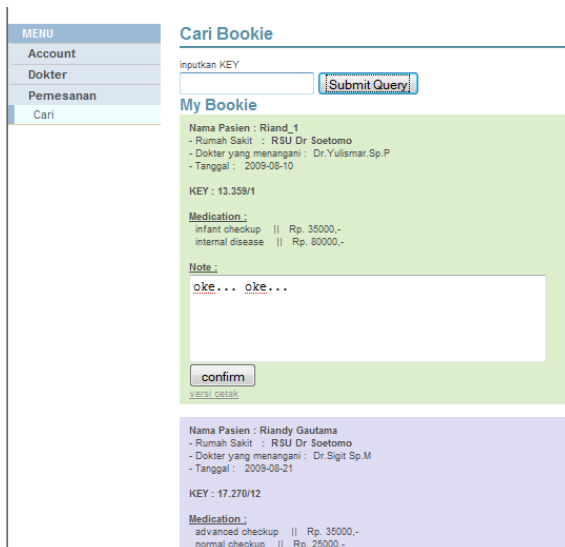 MENU
Account
Dokter
Pemesanan
Cari
Cari Bookie
inputkan KEY
Submit Query
My Bookie
Nama Pasien : Riand_1
- Rumah Sakit : RSU Dr Soetomo
- Dokter yang menangani : Dr.Yulismar.Sp.P
- Tanggal : 2009-08-10
KEY : 13.359/1
Medication :
infant checkup || Rp. 35000,-
internal disease || Rp. 80000,-
Note :
oke... oke...
confirm
versi cetak
Nama Pasien : Riandy Gautama
- Rumah Sakit : RSU Dr Soetomo
- Dokter yang menangani : Dr.Sigit Sp.M
- Tanggal : 2009-08-21
KEY : 17.270/12
Medication :
advanced checkup || Rp. 35000,-
normal checkup || Rp. 25000,-